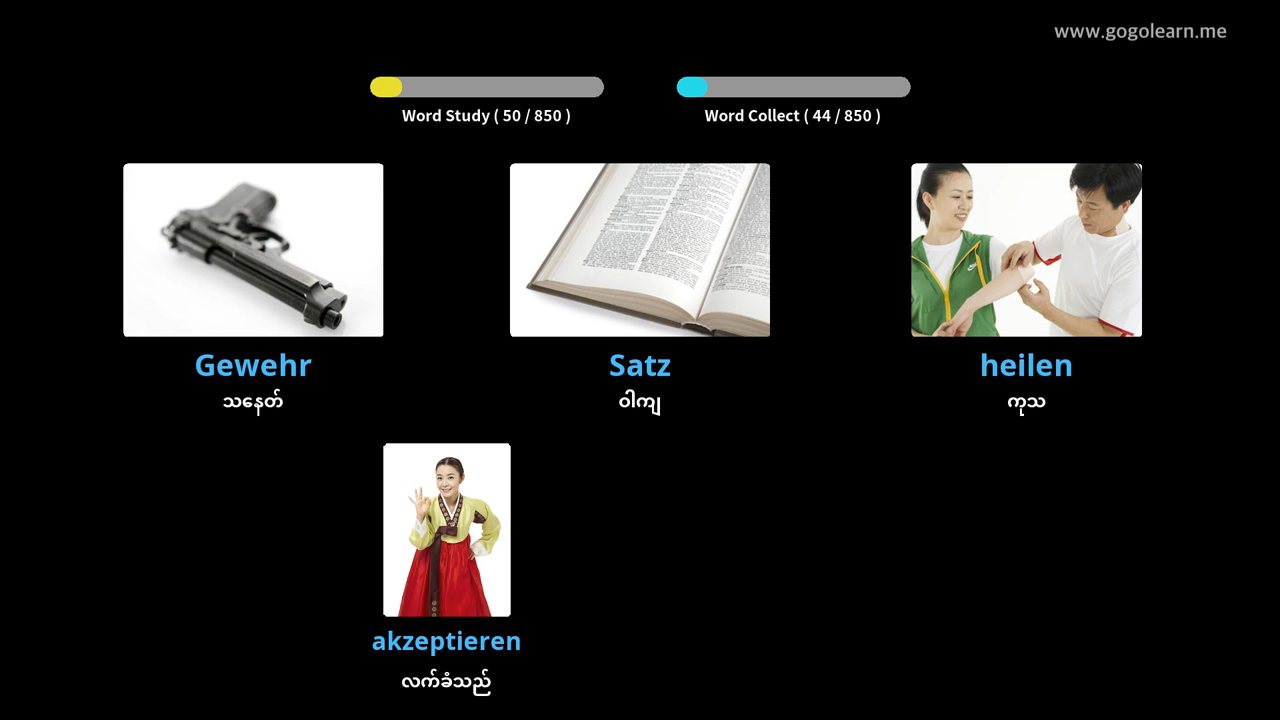 www.gogolearn.me
Word Study ( 50 / 850 )
Word Collect ( 44 / 850 )
Gewehr
သေနတ်
Satz
ဝါကျ
heilen
ကုသ
akzeptieren
လက်ခံသည်